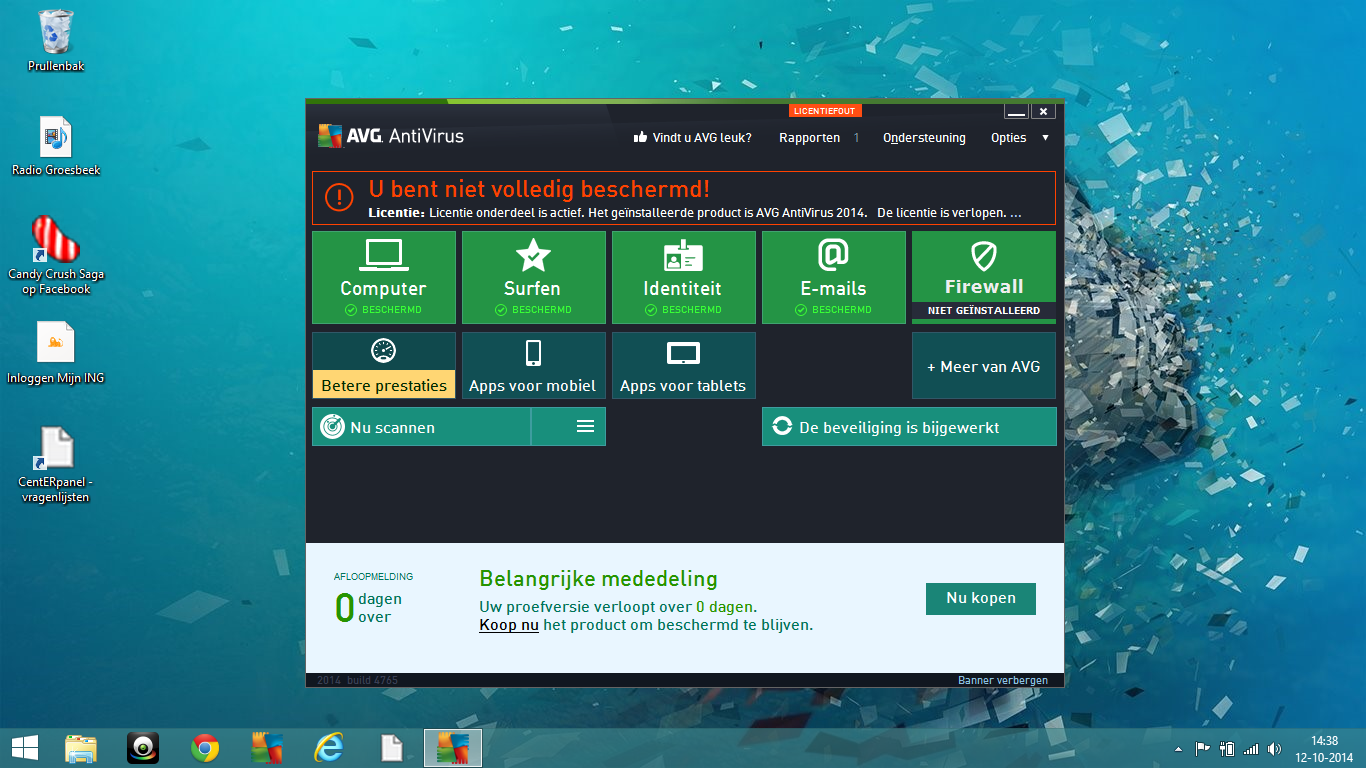 Prullenbak
Radio Groesbeek
Candy Crush Saga
op Facebook
Inloggen Mijn ING
CentERpanel -
vragenlijsten
LICENTIEFOUT
AVG AntiVirus
Vindt u AVG leuk?
Rapporten 1
Ondersteuning
Opties
U bent niet volledig beschermd!
Licentie: Licentie onderdeel is actief. Het geïnstalleerde product is AVG AntiVirus 2014. De licentie is verlopen. ...
Computer
BESCHERMD
Surfen
BESCHERMD
Identiteit
BESCHERMD
E-mails
BESCHERMD
Firewall
NIET GEÏNSTALLEERD
Betere prestaties
Apps voor mobiel
Apps voor tablets
+ Meer van AVG
Nu scannen
De beveiliging is bijgewerkt
AFLOOPMELDING
0 dagen
over
Belangrijke mededeling
Uw proefversie verloopt over 0 dagen.
Koop nu het product om beschermd te blijven.
Nu kopen
2014 build 4765
Banner verbergen
14:38
12-10-2014